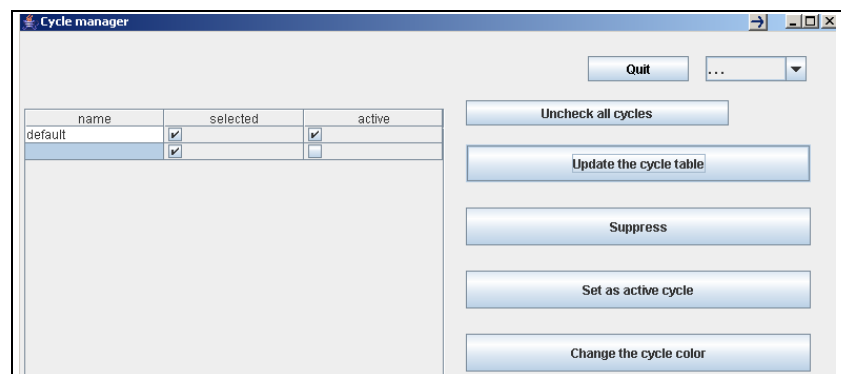 Cycle manager
Quit ...
Uncheck all cycles
name selected active
default
Update the cycle table
Suppress
Set as active cycle
Change the cycle color